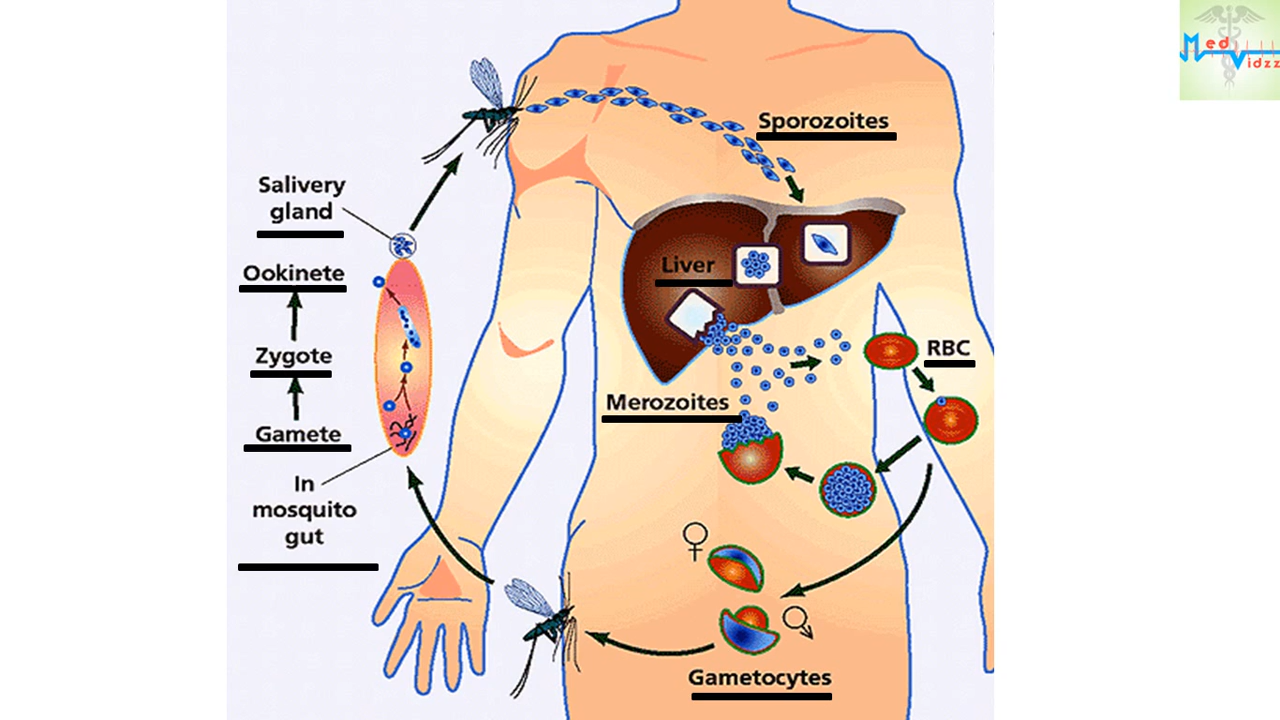 Med
Vidzz
Sporozoites
Salivery
gland
Ookinete
Liver
Zygote
RBC
Merozoites
Gamete
In
mosquito
gut
Gametocytes